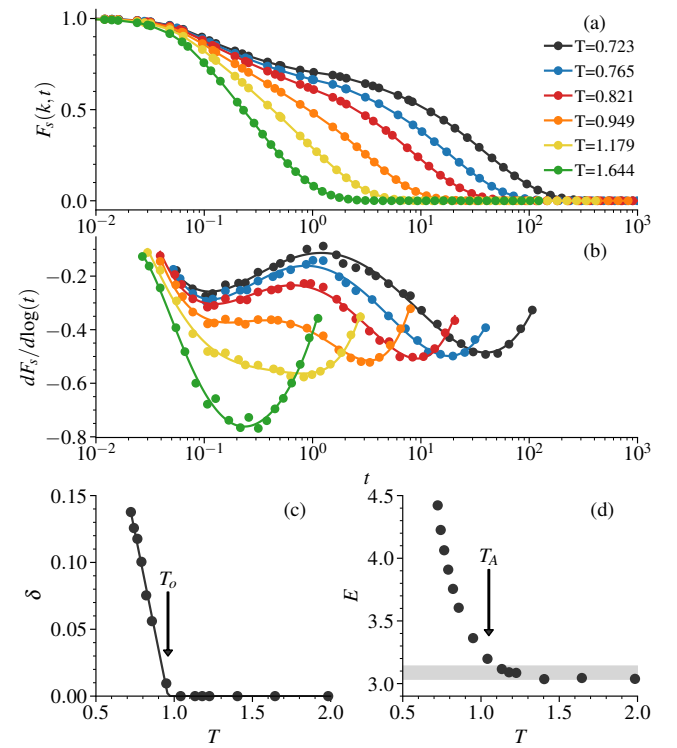 (a)
1.0
0.5
0.0
F_s(k, t)
T=0.723
T=0.765
T=0.821
T=0.949
T=1.179
T=1.644
10^−2 10^−1 10^0 10^1 10^2 10^3
(b)
−0.2
−0.4
−0.6
−0.8
dF_s/dlog(t)
10^−2 10^−1 10^0 10^1 10^2 10^3
t
(c)
0.15
0.10
0.05
0.00
δ
T_o
0.5 1.0 1.5 2.0
T
(d)
4.5
4.0
3.5
3.0
E
T_A
0.5 1.0 1.5 2.0
T